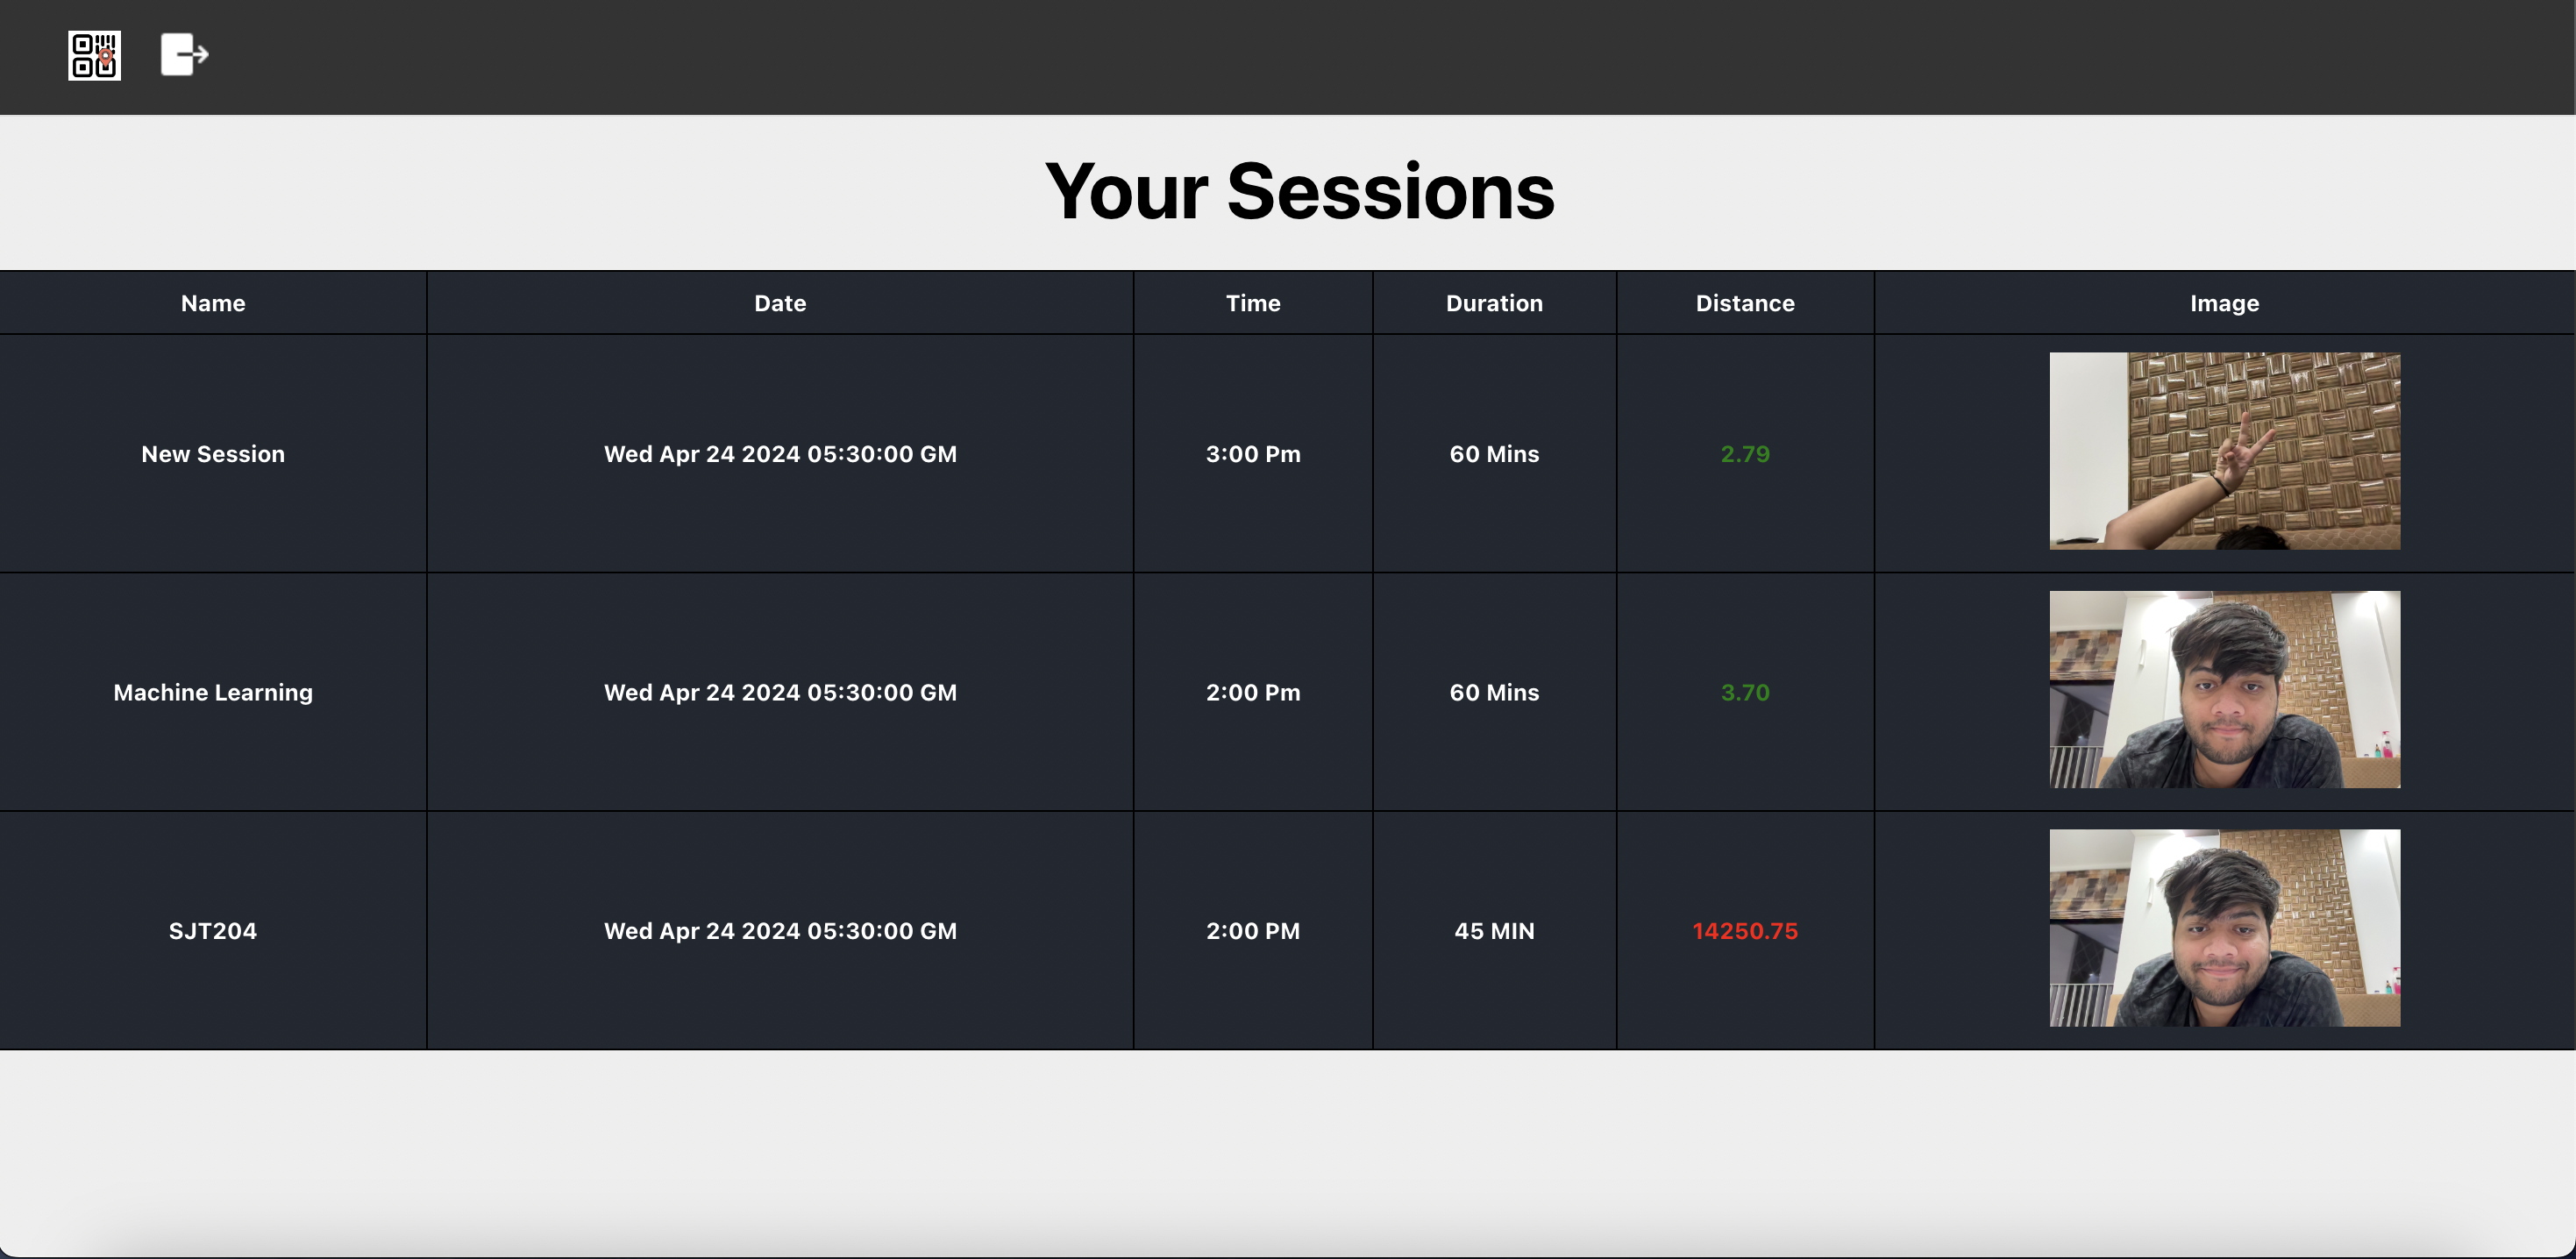 Your Sessions
Name Date Time Duration Distance Image
New Session Wed Apr 24 2024 05:30:00 GM 3:00 Pm 60 Mins 2.79
Machine Learning Wed Apr 24 2024 05:30:00 GM 2:00 Pm 60 Mins 3.70
SJT204 Wed Apr 24 2024 05:30:00 GM 2:00 PM 45 MIN 14250.75